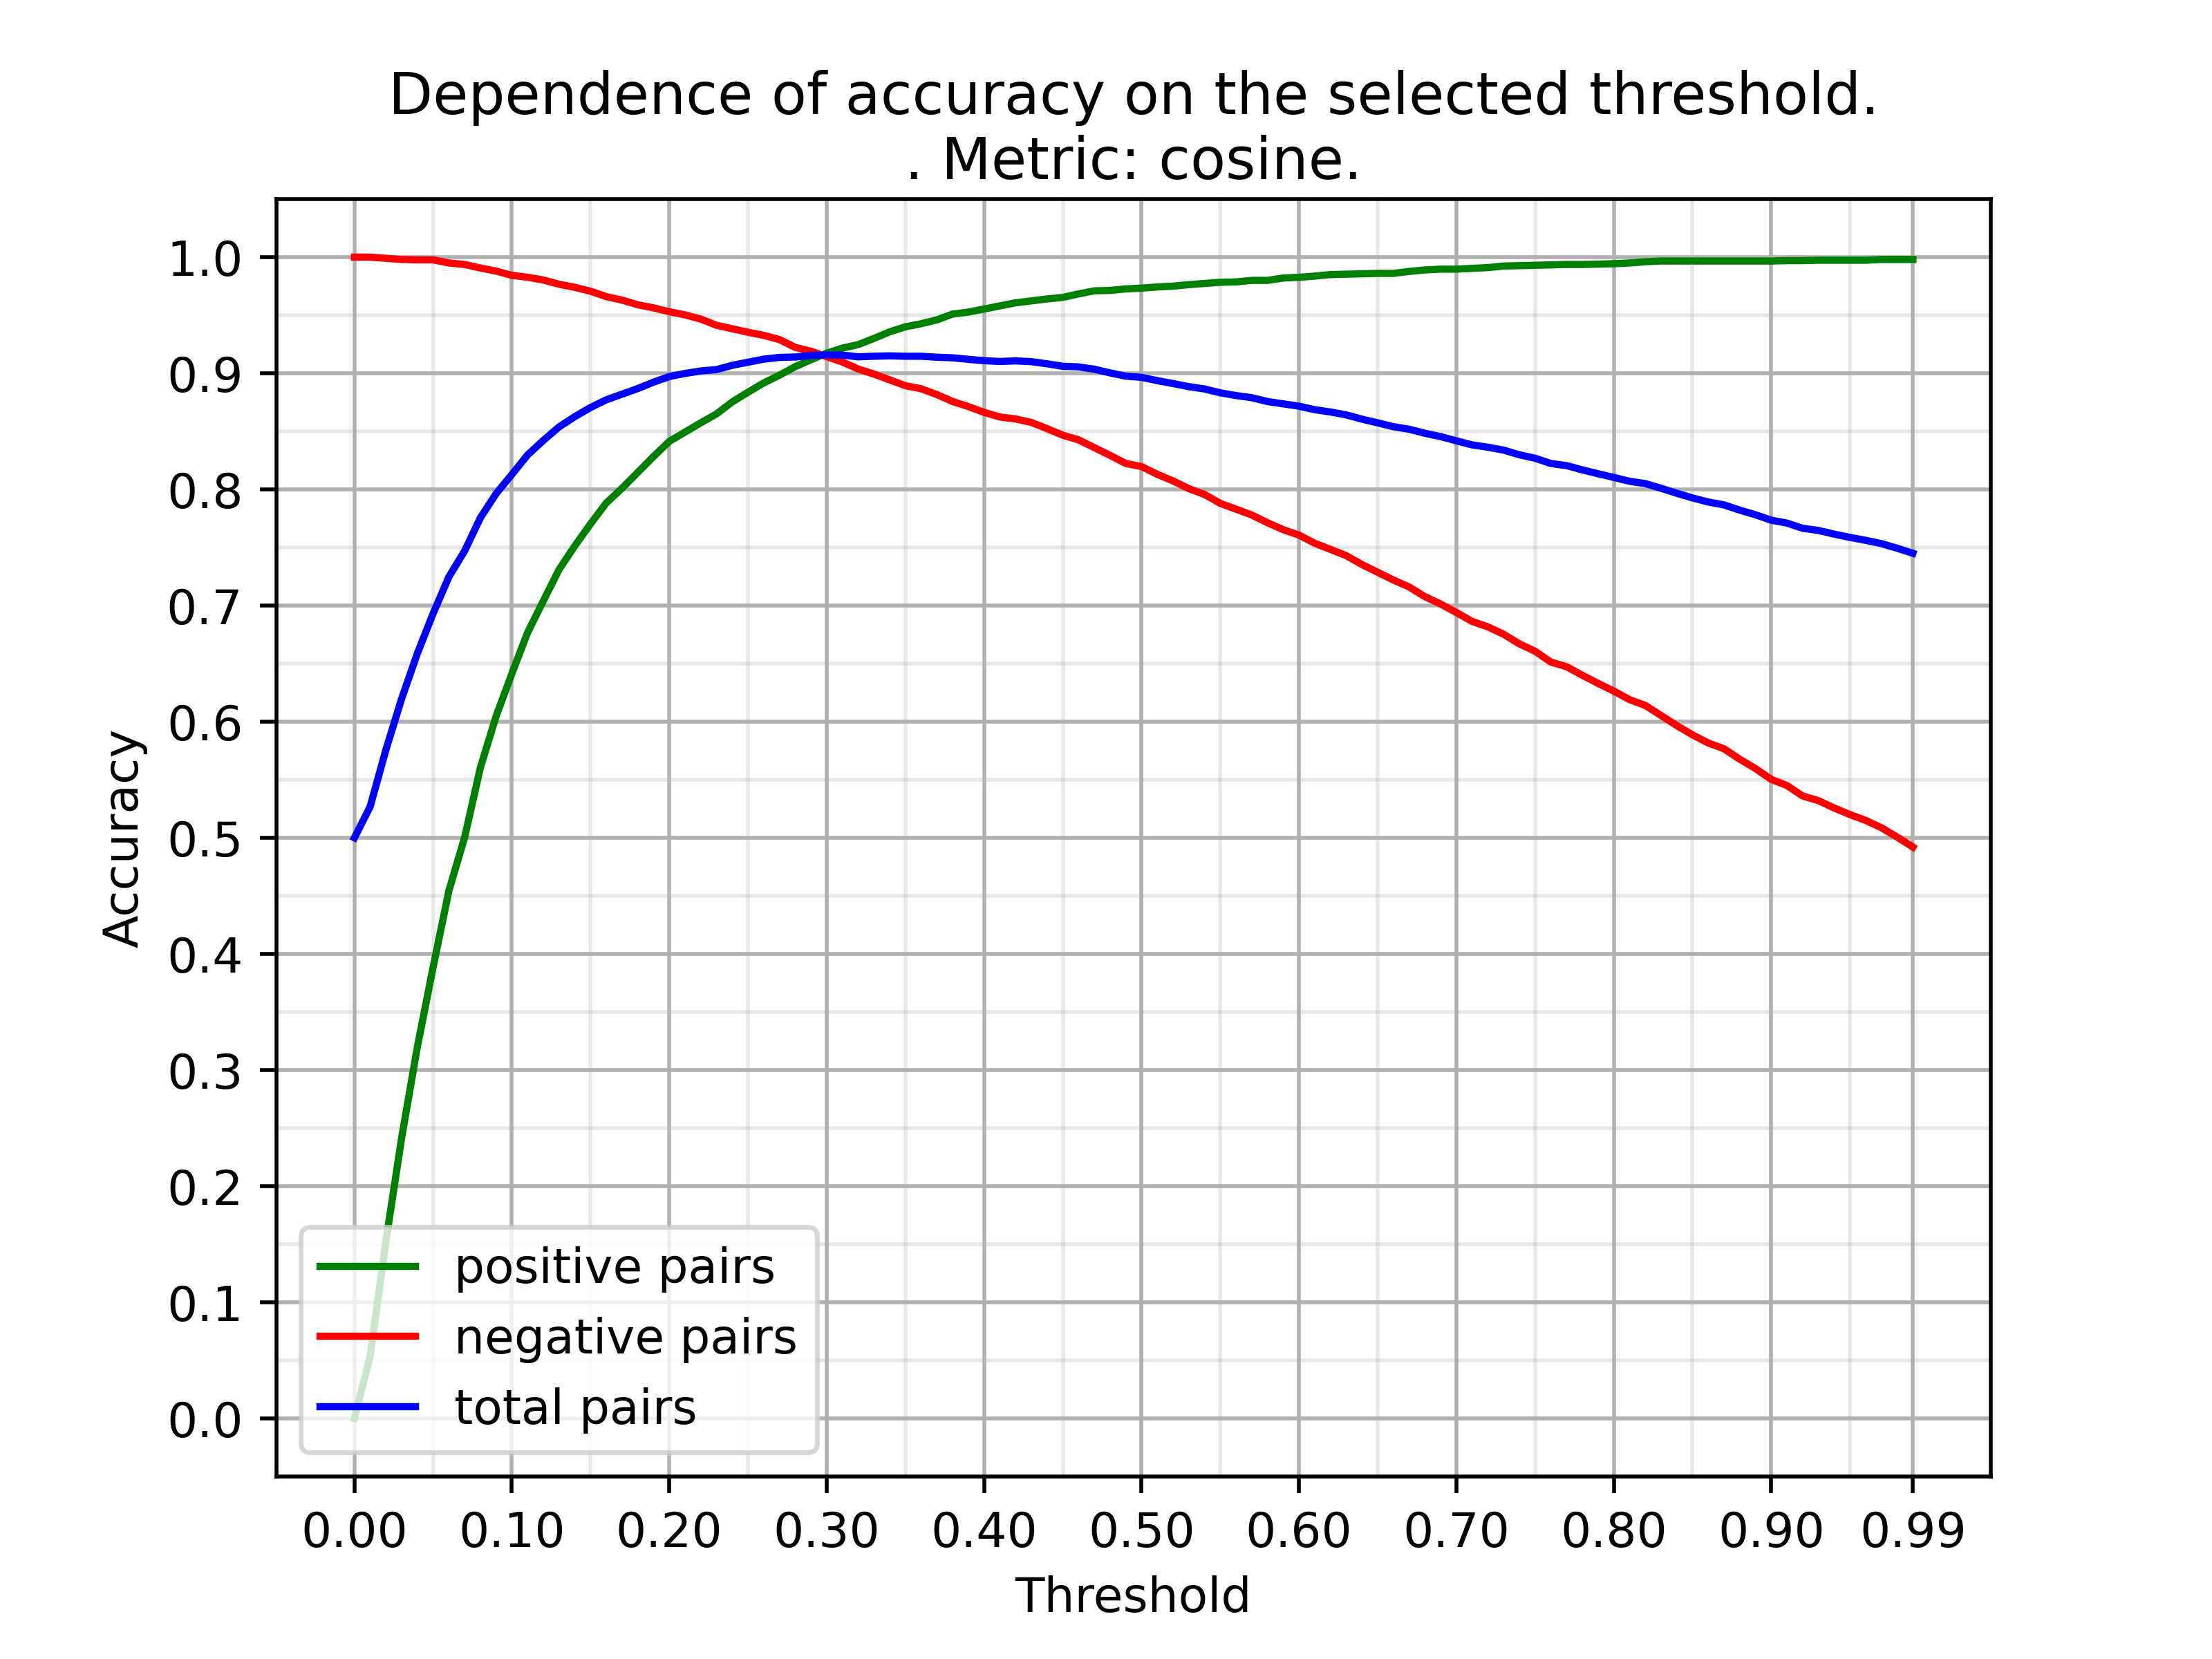 Dependence of accuracy on the selected threshold.
. Metric: cosine.
1.0
0.9
0.8
0.7
0.6
0.5
0.4
0.3
0.2
0.1
0.0
Accuracy
positive pairs
negative pairs
total pairs
0.00 0.10 0.20 0.30 0.40 0.50 0.60 0.70 0.80 0.90 0.99
Threshold